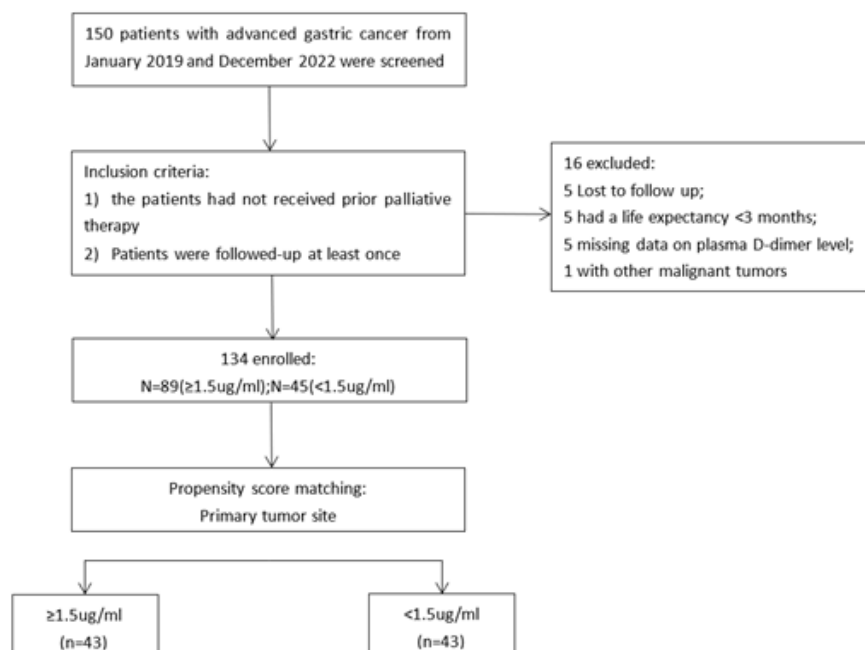 150 patients with advanced gastric cancer from
January 2019 and December 2022 were screened
Inclusion criteria:
1) the patients had not received prior palliative
therapy
2) Patients were followed-up at least once
16 excluded:
5 Lost to follow up;
5 had a life expectancy <3 months;
5 missing data on plasma D-dimer level;
1 with other malignant tumors
134 enrolled:
N=89(≥1.5ug/ml);N=45(<1.5ug/ml)
Propensity score matching:
Primary tumor site
≥1.5ug/ml
(n=43)
<1.5ug/ml
(n=43)